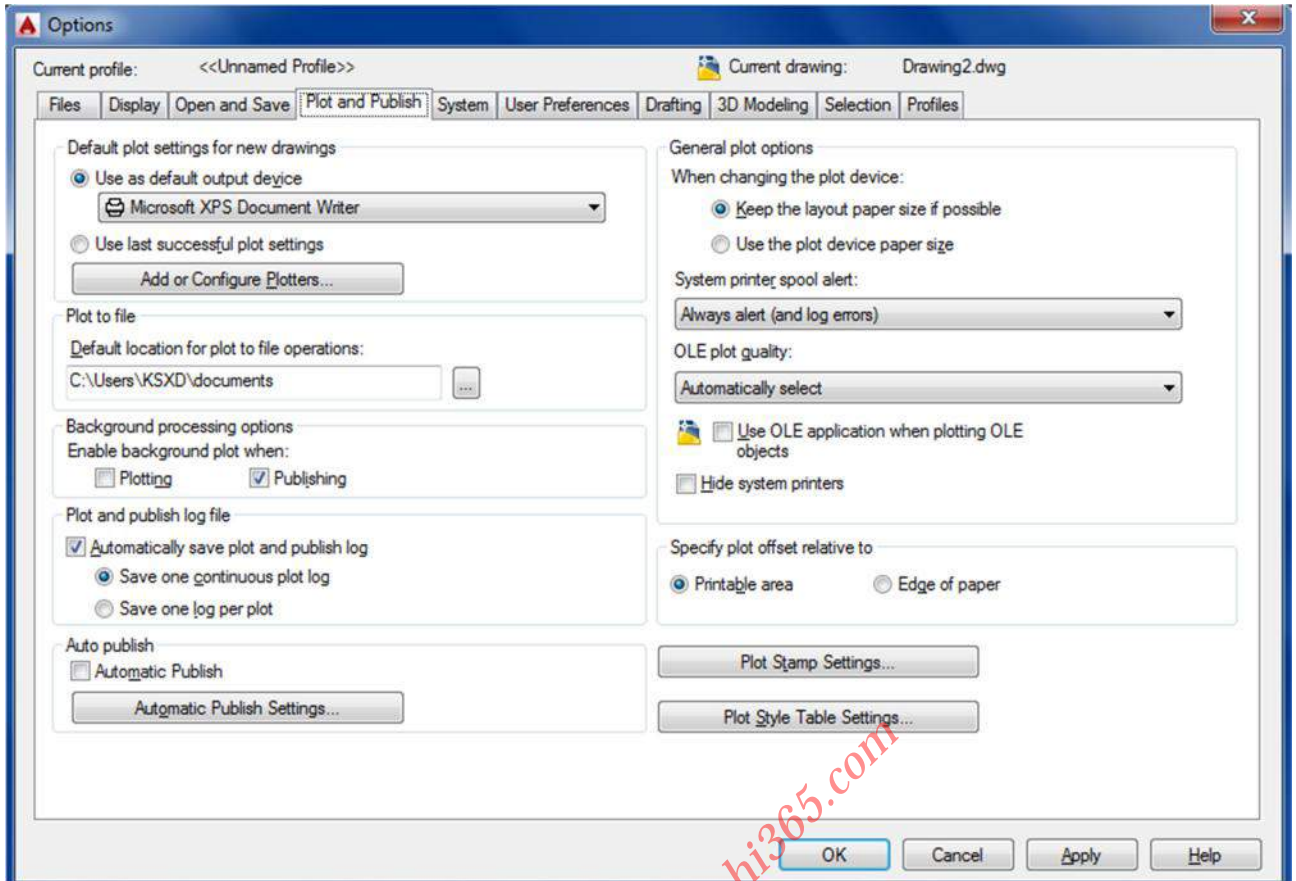 Options
Current profile: <<Unnamed Profile>> Current drawing: Drawing2.dwg
Files Display Open and Save Plot and Publish System User Preferences Drafting 3D Modeling Selection Profiles
Default plot settings for new drawings
Use as default output device
Microsoft XPS Document Writer
Use last successful plot settings
Add or Configure Plotters...
Plot to file
Default location for plot to file operations:
C:\Users\KSXD\documents
...
Background processing options
Enable background plot when:
Plotting Publishing
Plot and publish log file
Automatically save plot and publish log
Save one continuous plot log
Save one log per plot
Auto publish
Automatic Publish
Automatic Publish Settings...
General plot options
When changing the plot device:
Keep the layout paper size if possible
Use the plot device paper size
System printer spool alert:
Always alert (and log errors)
OLE plot quality:
Automatically select
Use OLE application when plotting OLE
objects
Hide system printers
Specify plot offset relative to
Printable area Edge of paper
Plot Stamp Settings...
Plot Style Table Settings...
OK Cancel Apply Help
hi365.com